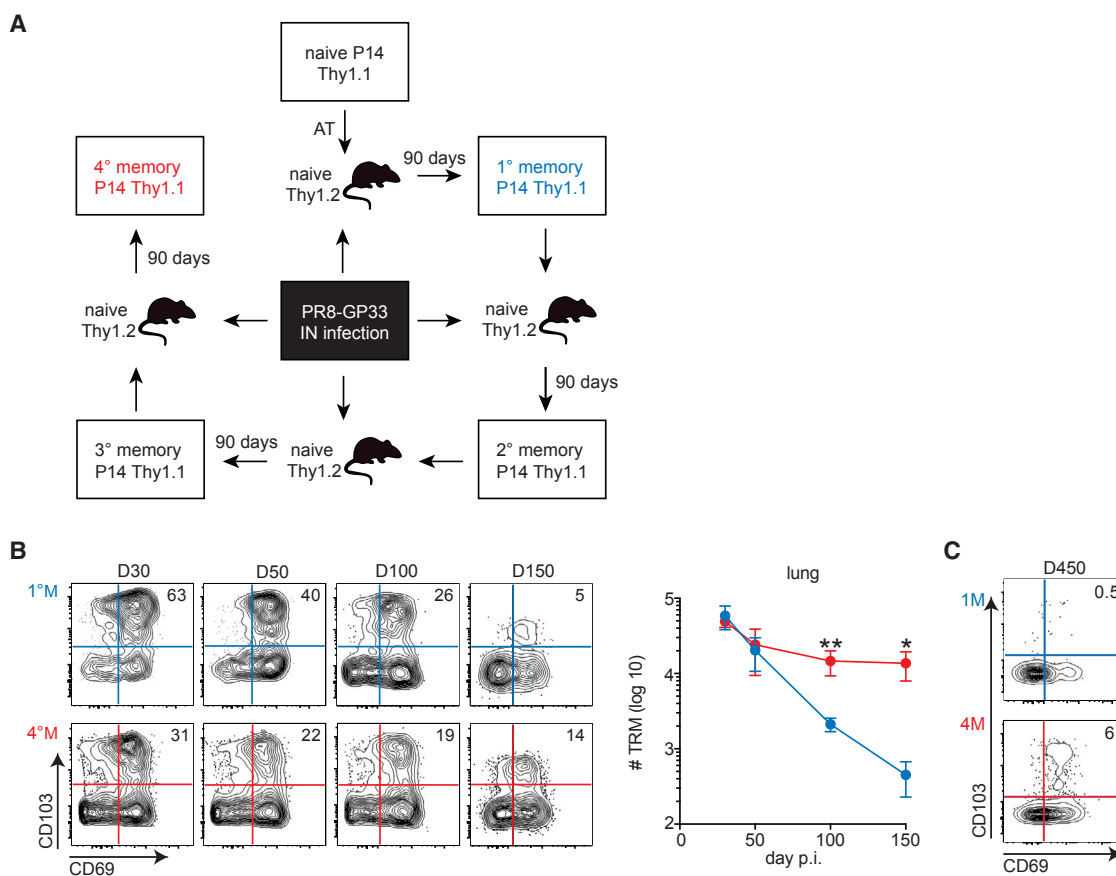 A
naive P14
Thy1.1
AT
naive
Thy1.2
90 days
1° memory
P14 Thy1.1
4° memory
P14 Thy1.1
90 days
naive
Thy1.2
PR8-GP33
IN infection
naive
Thy1.2
90 days
3° memory
P14 Thy1.1
90 days
naive
Thy1.2
2° memory
P14 Thy1.1
B
D30
D50
D100
D150
1°M
63
40
26
5
4°M
31
22
19
14
CD103
CD69
lung
# TRM (log 10)
5
4
3
2
**
*
0
50
100
150
day p.i.
C
D450
1M
0.5
4M
6
CD103
CD69